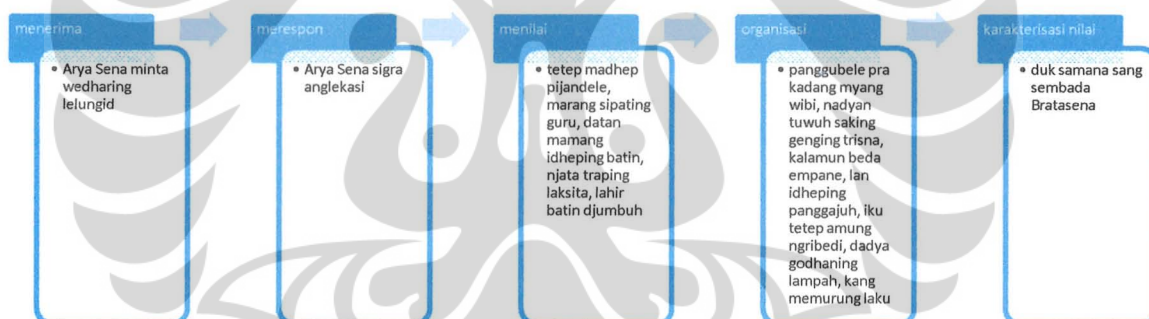 menerima
• Arya Sena minta
wedharing
lelungid
merespon
• Arya Sena sigra
anglekasi
menilai
• tetep madhep
pijandele,
marang sipating
guru, datan
mamang
idheping batin,
njata traping
laksita, lahir
batin djumbuh
organisasi
• panggubele pra
kadang myang
wibi, nadyan
tuwuh saking
genging trisna,
kalamun beda
empane, lan
idheping
panggajuh, iku
tetep amung
ngribedi, dadya
godhaning
lampah, kang
memurung laku
karakterisasi nilai
• duk samana sang
sembada
Bratasena